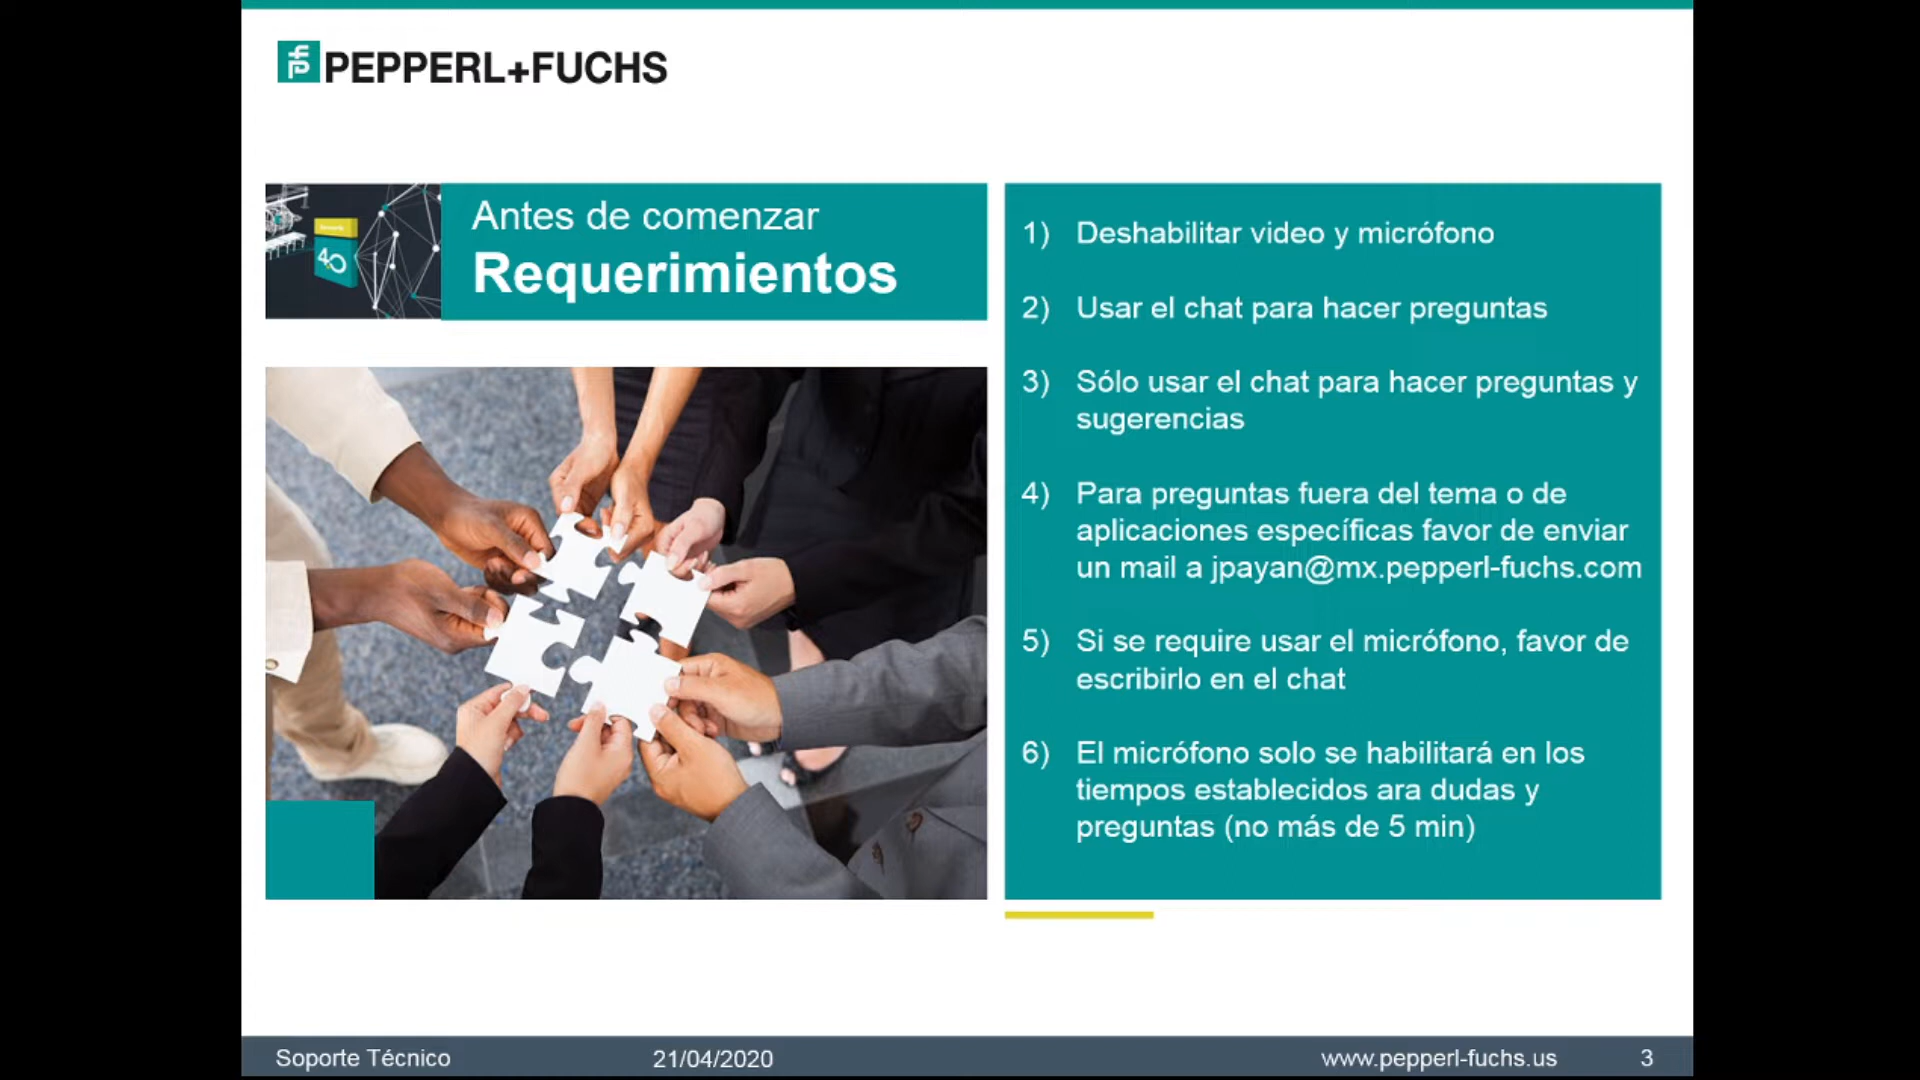 PEPPERL+FUCHS
Antes de comenzar
Requerimientos
4.0
1) Deshabilitar video y micrófono
2) Usar el chat para hacer preguntas
3) Sólo usar el chat para hacer preguntas y
sugerencias
4) Para preguntas fuera del tema o de
aplicaciones específicas favor de enviar
un mail a jpayan@mx.pepperl-fuchs.com
5) Si se require usar el micrófono, favor de
escribirlo en el chat
6) El micrófono solo se habilitará en los
tiempos establecidos ara dudas y
preguntas (no más de 5 min)
Soporte Técnico
21/04/2020
www.pepperl-fuchs.us
3